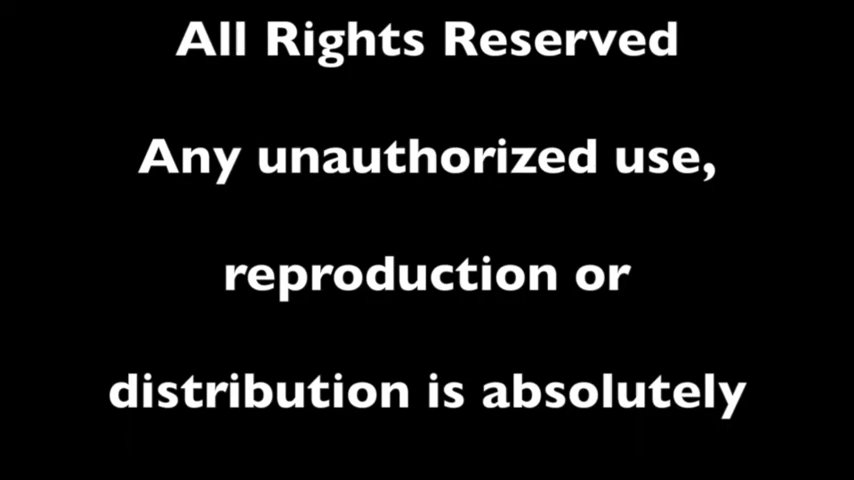 All Rights Reserved
Any unauthorized use,
reproduction or
distribution is absolutely